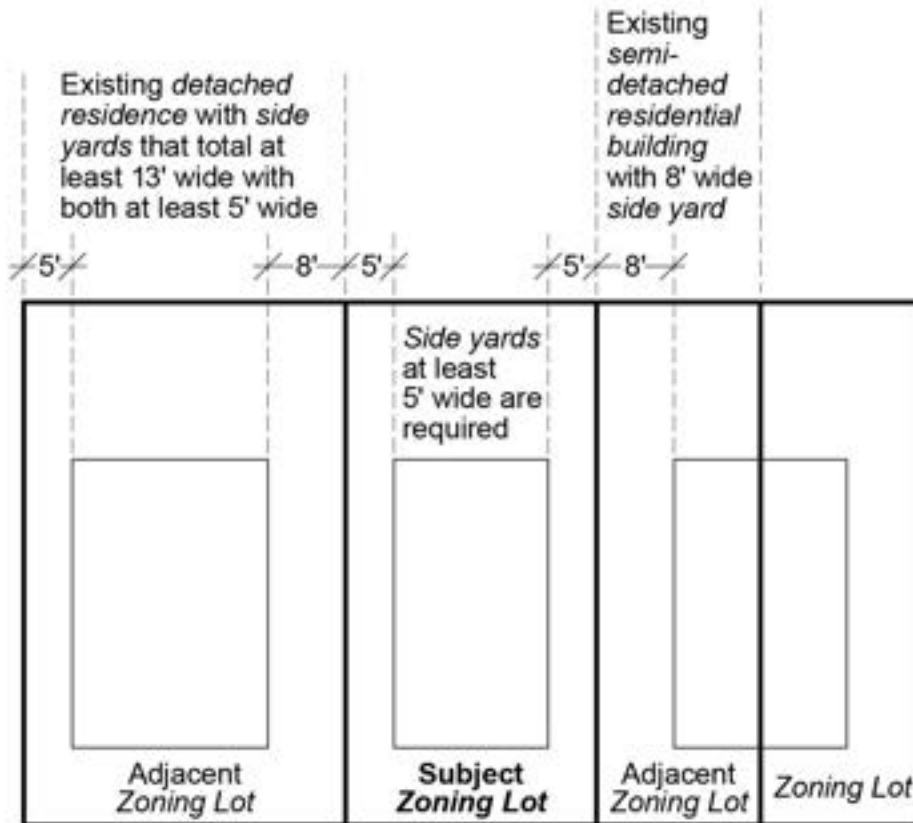 Existing detached
residence with side
yards that total at
least 13' wide with
both at least 5' wide
Existing
semi-
detached
residential
building
with 8' wide
side yard
5'
8'
5'
5'
8'
Side yards
at least
5' wide are
required
Adjacent
Zoning Lot
Subject
Zoning Lot
Adjacent
Zoning Lot
Zoning Lot